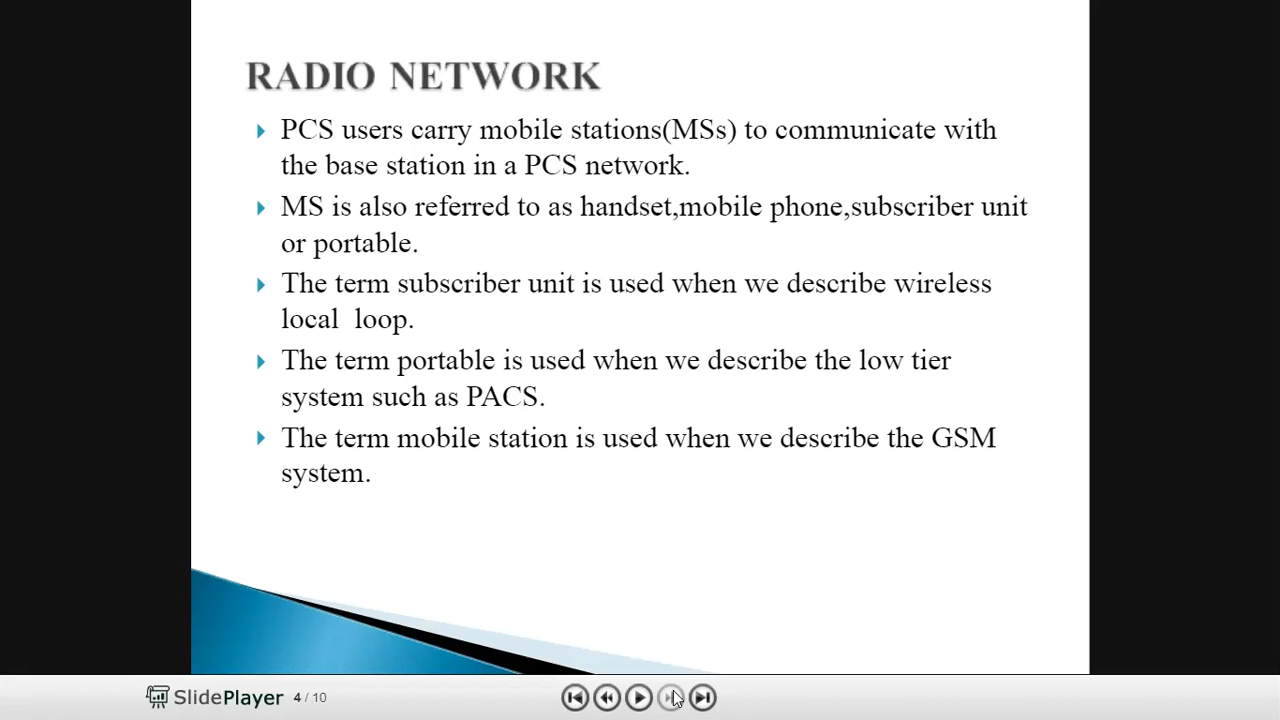 RADIO NETWORK
PCS users carry mobile stations(MSs) to communicate with
the base station in a PCS network.
MS is also referred to as handset,mobile phone,subscriber unit
or portable.
The term subscriber unit is used when we describe wireless
local loop.
The term portable is used when we describe the low tier
system such as PACS.
The term mobile station is used when we describe the GSM
system.
SlidePlayer 4 / 10